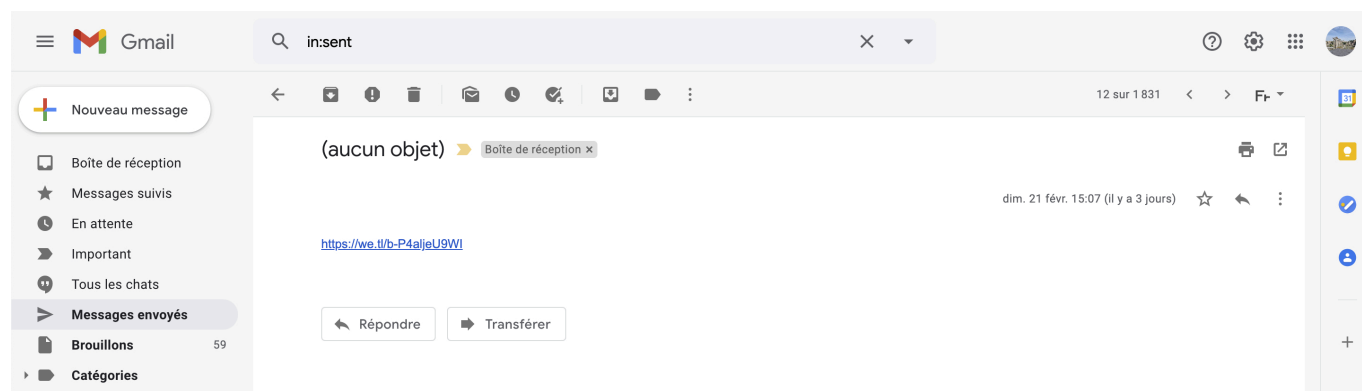 Gmail
in:sent
Nouveau message
12 sur 1 831
31
(aucun objet) Boîte de réception ×
Boîte de réception
dim. 21 févr. 15:07 (il y a 3 jours)
Messages suivis
En attente
https://we.tl/b-P4aljeU9WI
Important
Tous les chats
Messages envoyés
Répondre
Transférer
Brouillons 59
Catégories